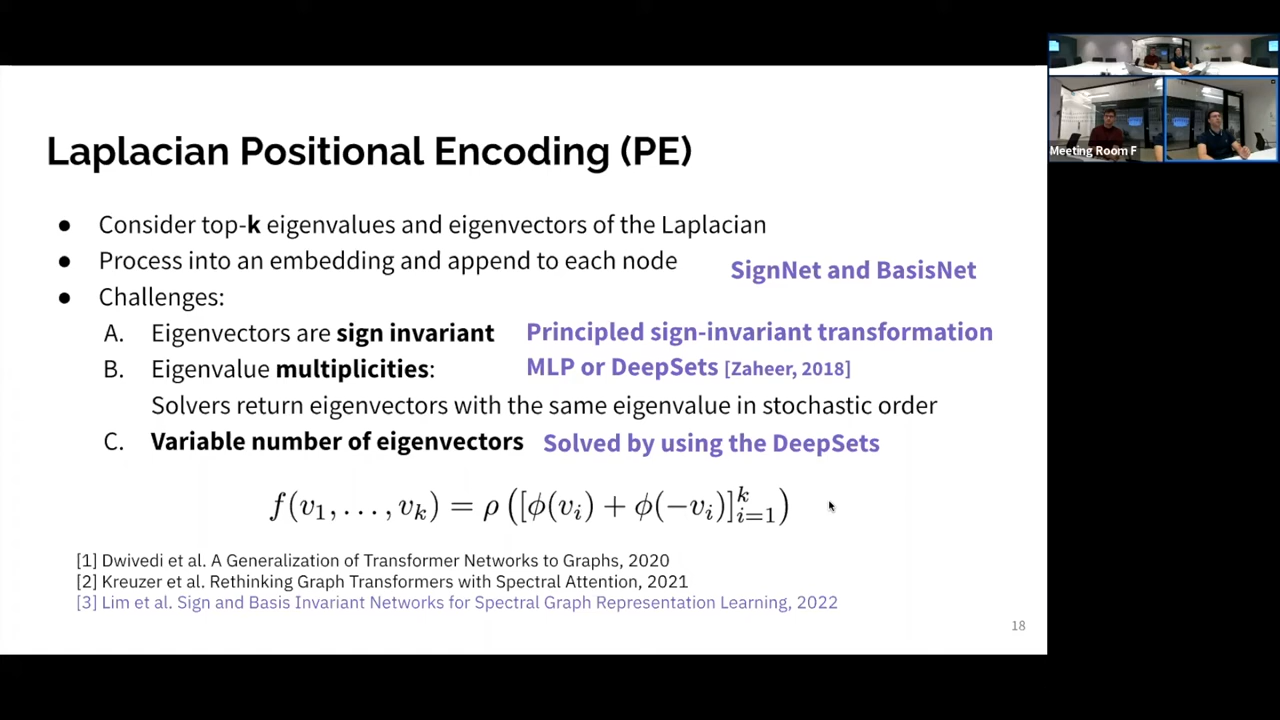 Laplacian Positional Encoding (PE)
● Consider top-k eigenvalues and eigenvectors of the Laplacian
● Process into an embedding and append to each node
SignNet and BasisNet
● Challenges:
A. Eigenvectors are sign invariant Principled sign-invariant transformation
B. Eigenvalue multiplicities: MLP or DeepSets [Zaheer, 2018]
Solvers return eigenvectors with the same eigenvalue in stochastic order
C. Variable number of eigenvectors Solved by using the DeepSets
f(v₁, . . . , vₖ) = ρ ([ϕ(vᵢ) + ϕ(−vᵢ)]ᵏᵢ₌₁)
[1] Dwivedi et al. A Generalization of Transformer Networks to Graphs, 2020
[2] Kreuzer et al. Rethinking Graph Transformers with Spectral Attention, 2021
[3] Lim et al. Sign and Basis Invariant Networks for Spectral Graph Representation Learning, 2022
18
Meeting Room F